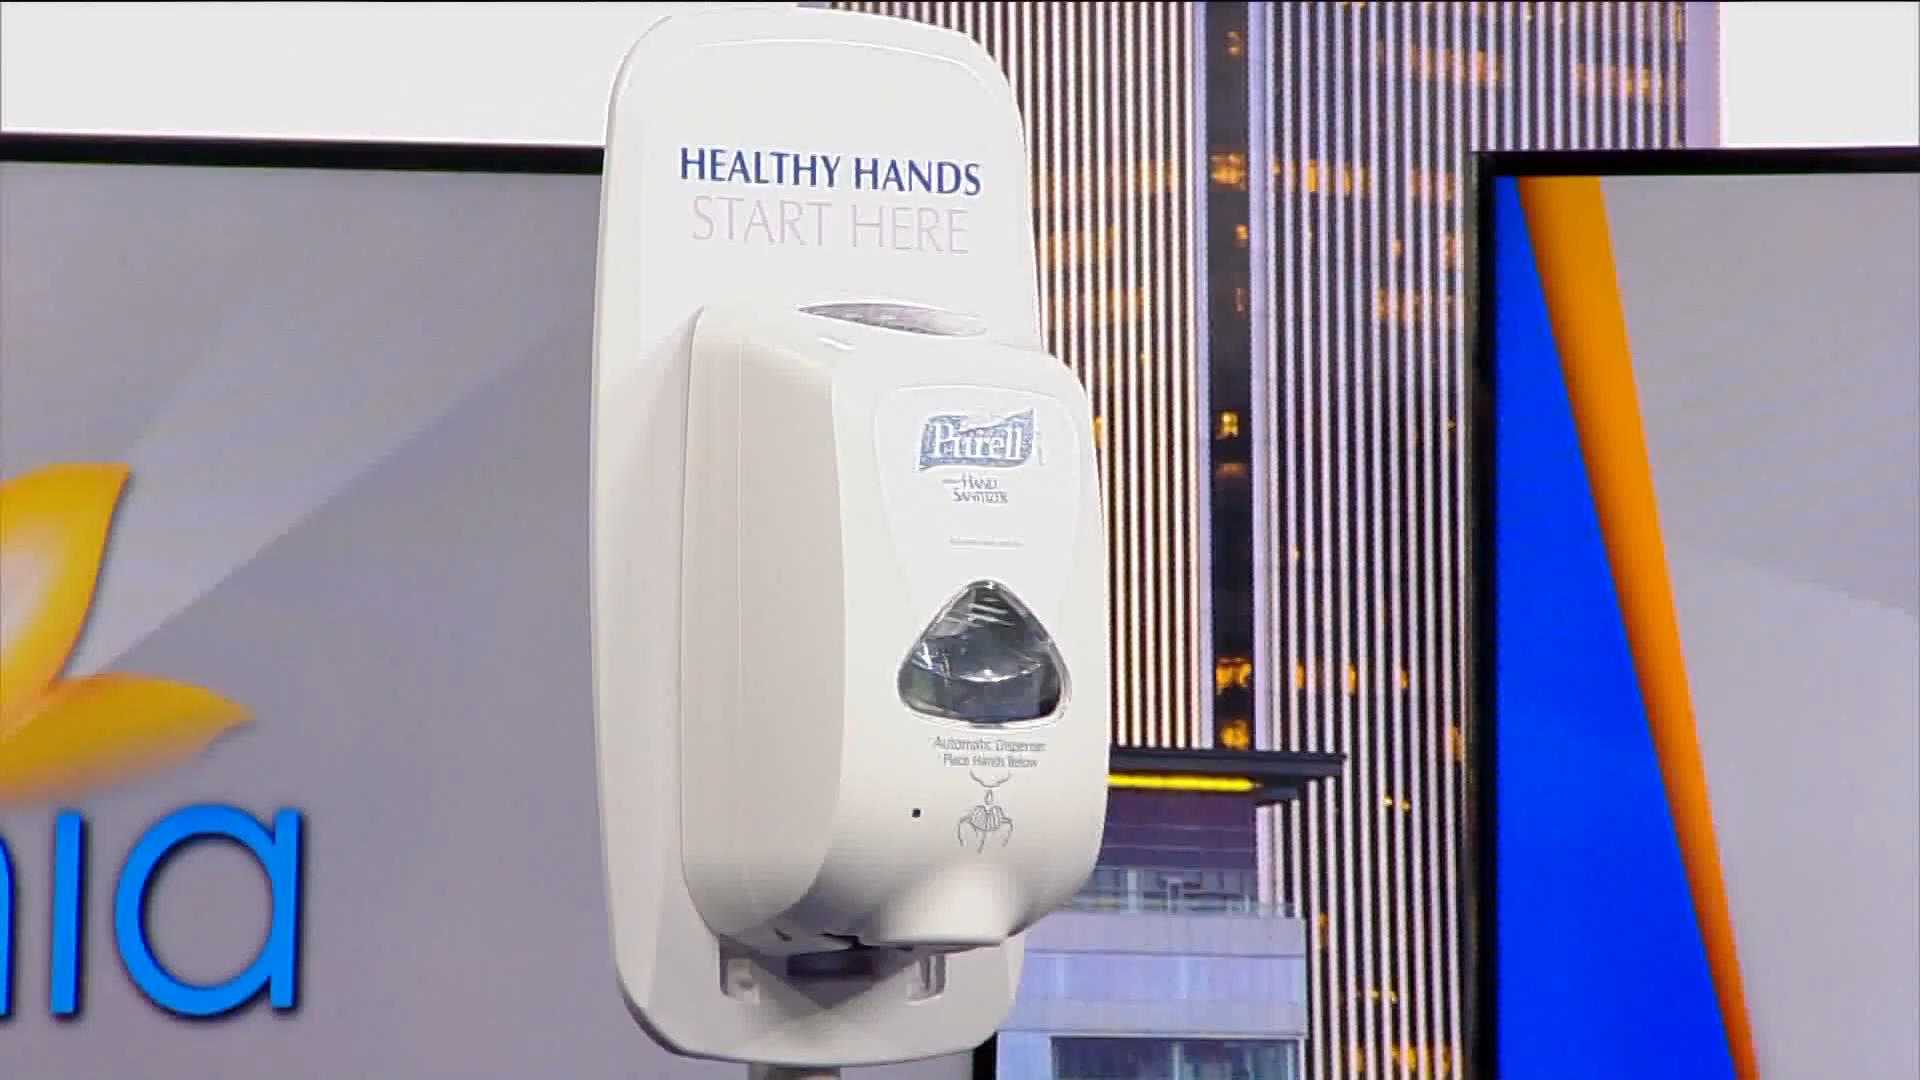 HEALTHY HANDS
START HERE
Purell
HAND
SANITIZER
Automatic Dispenser
Place Hands Below
nia